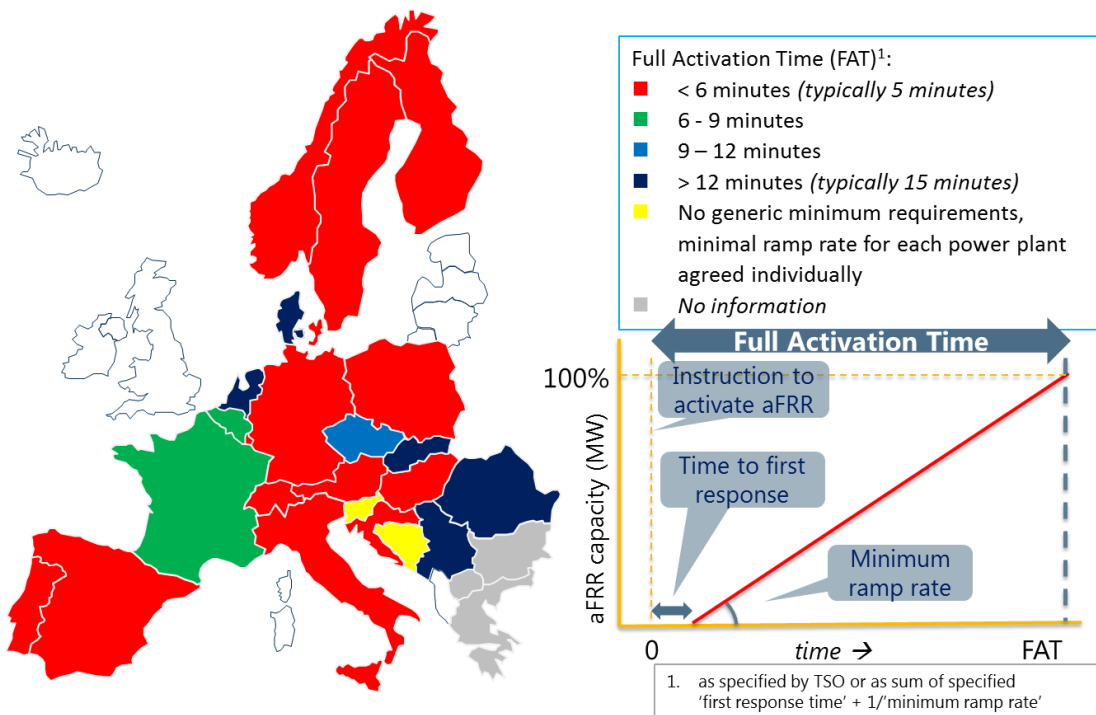 Full Activation Time (FAT)1:
< 6 minutes (typically 5 minutes)
6 - 9 minutes
9 – 12 minutes
> 12 minutes (typically 15 minutes)
No generic minimum requirements,
minimal ramp rate for each power plant
agreed individually
No information
Full Activation Time
100%
Instruction to
activate aFRR
Time to first
response
Minimum
ramp rate
aFRR capacity (MW)
0
time →
FAT
1. as specified by TSO or as sum of specified
'first response time' + 1/'minimum ramp rate'